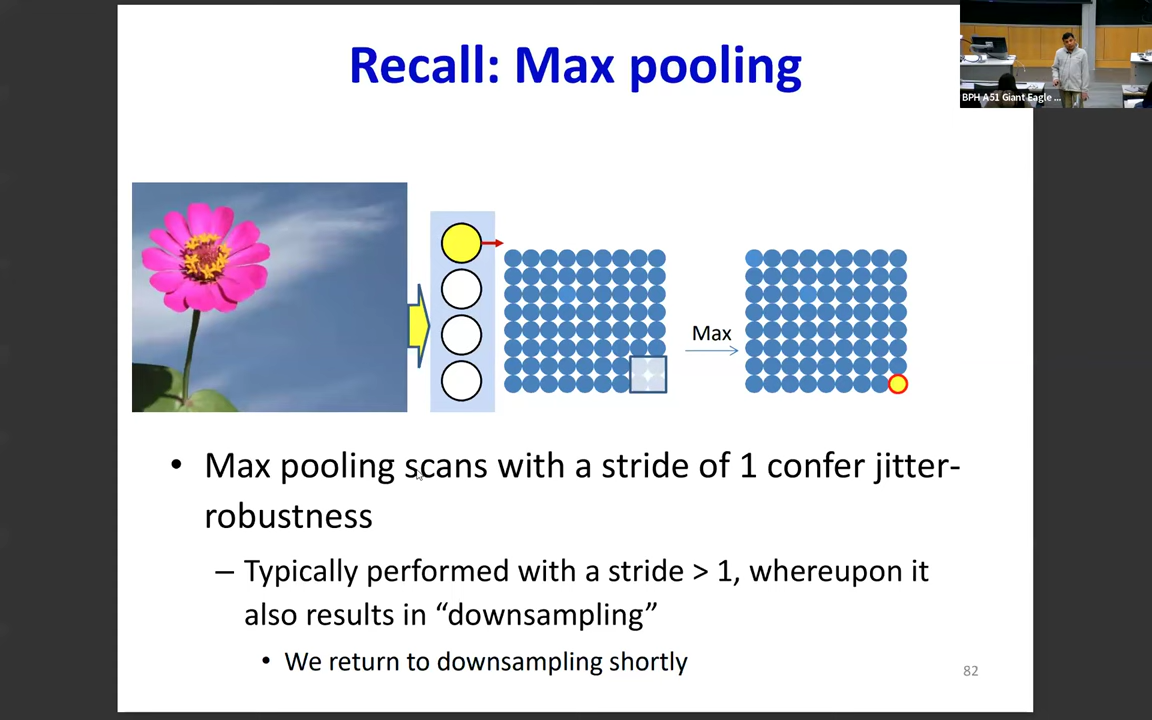 Recall: Max pooling
BPH A51 Giant Eagle ...
Max
• Max pooling scans with a stride of 1 confer jitter-
robustness
– Typically performed with a stride > 1, whereupon it
also results in “downsampling”
• We return to downsampling shortly
82